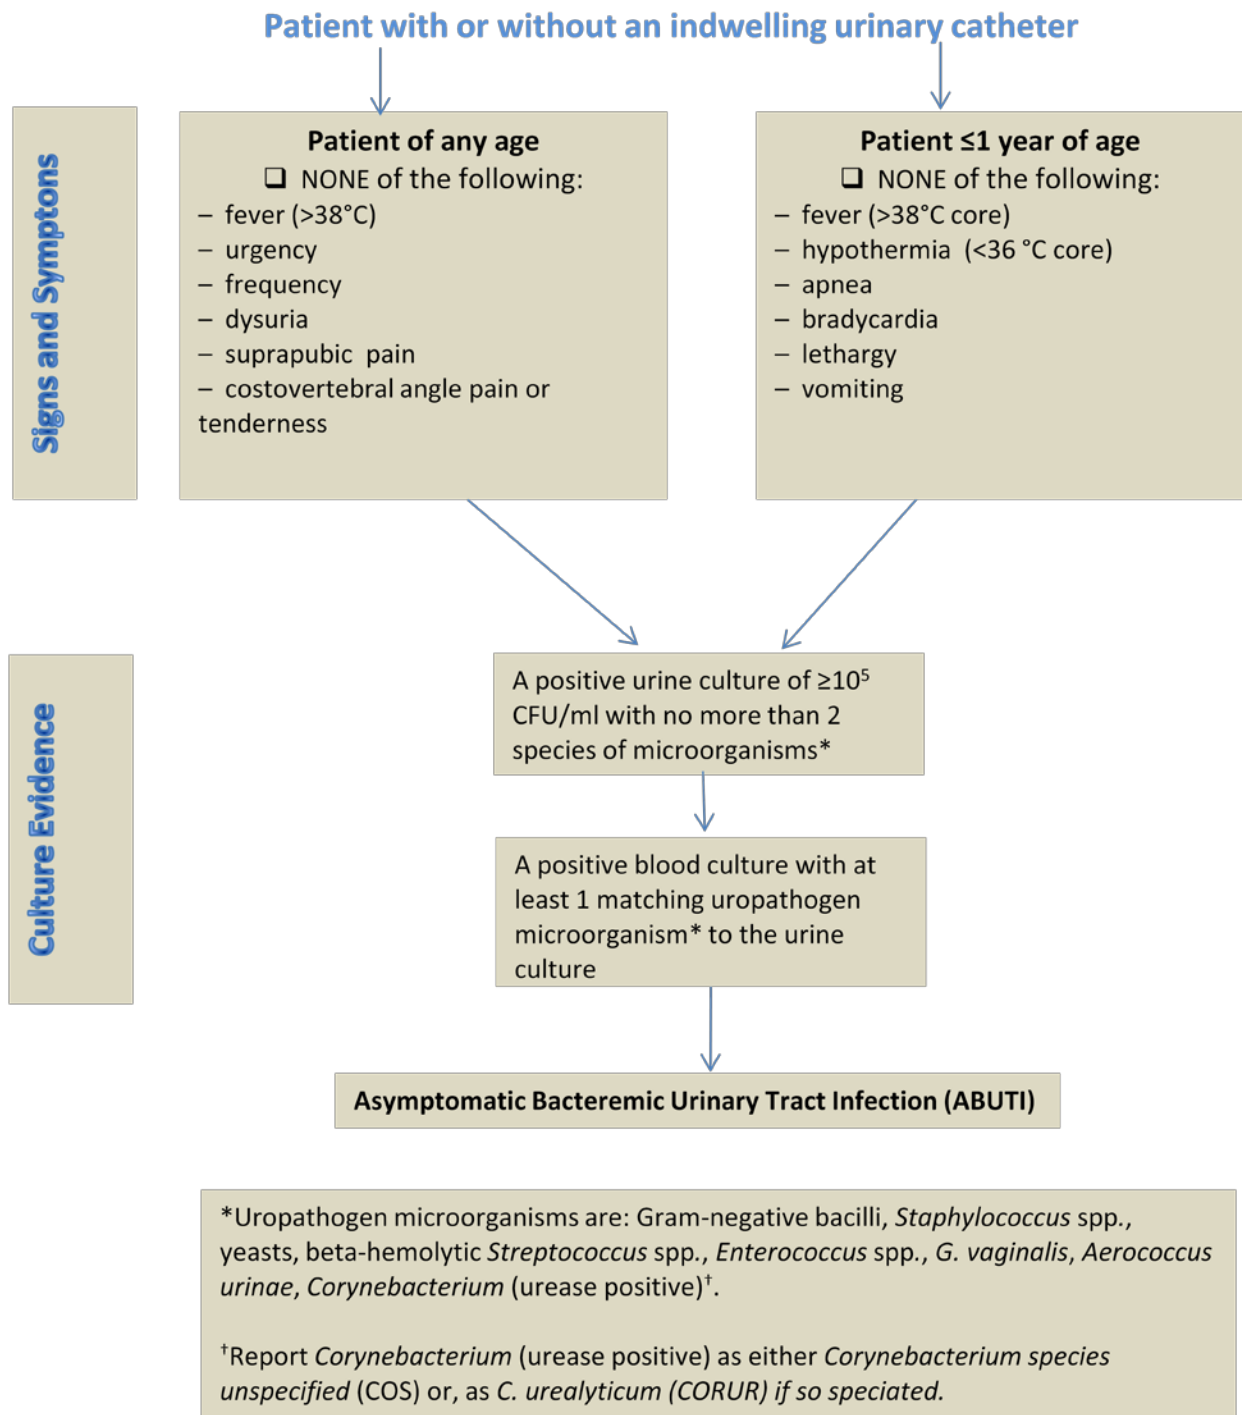 Patient with or without an indwelling urinary catheter
Signs and Symptons
Patient of any age
❑ NONE of the following:
– fever (>38°C)
– urgency
– frequency
– dysuria
– suprapubic pain
– costovertebral angle pain or
tenderness
Patient ≤1 year of age
❑ NONE of the following:
– fever (>38°C core)
– hypothermia (<36 °C core)
– apnea
– bradycardia
– lethargy
– vomiting
Culture Evidence
A positive urine culture of ≥10⁵
CFU/ml with no more than 2
species of microorganisms*
A positive blood culture with at
least 1 matching uropathogen
microorganism* to the urine
culture
Asymptomatic Bacteremic Urinary Tract Infection (ABUTI)
*Uropathogen microorganisms are: Gram-negative bacilli, Staphylococcus spp.,
yeasts, beta-hemolytic Streptococcus spp., Enterococcus spp., G. vaginalis, Aerococcus
urinae, Corynebacterium (urease positive)†.
†Report Corynebacterium (urease positive) as either Corynebacterium species
unspecified (COS) or, as C. urealyticum (CORUR) if so speciated.